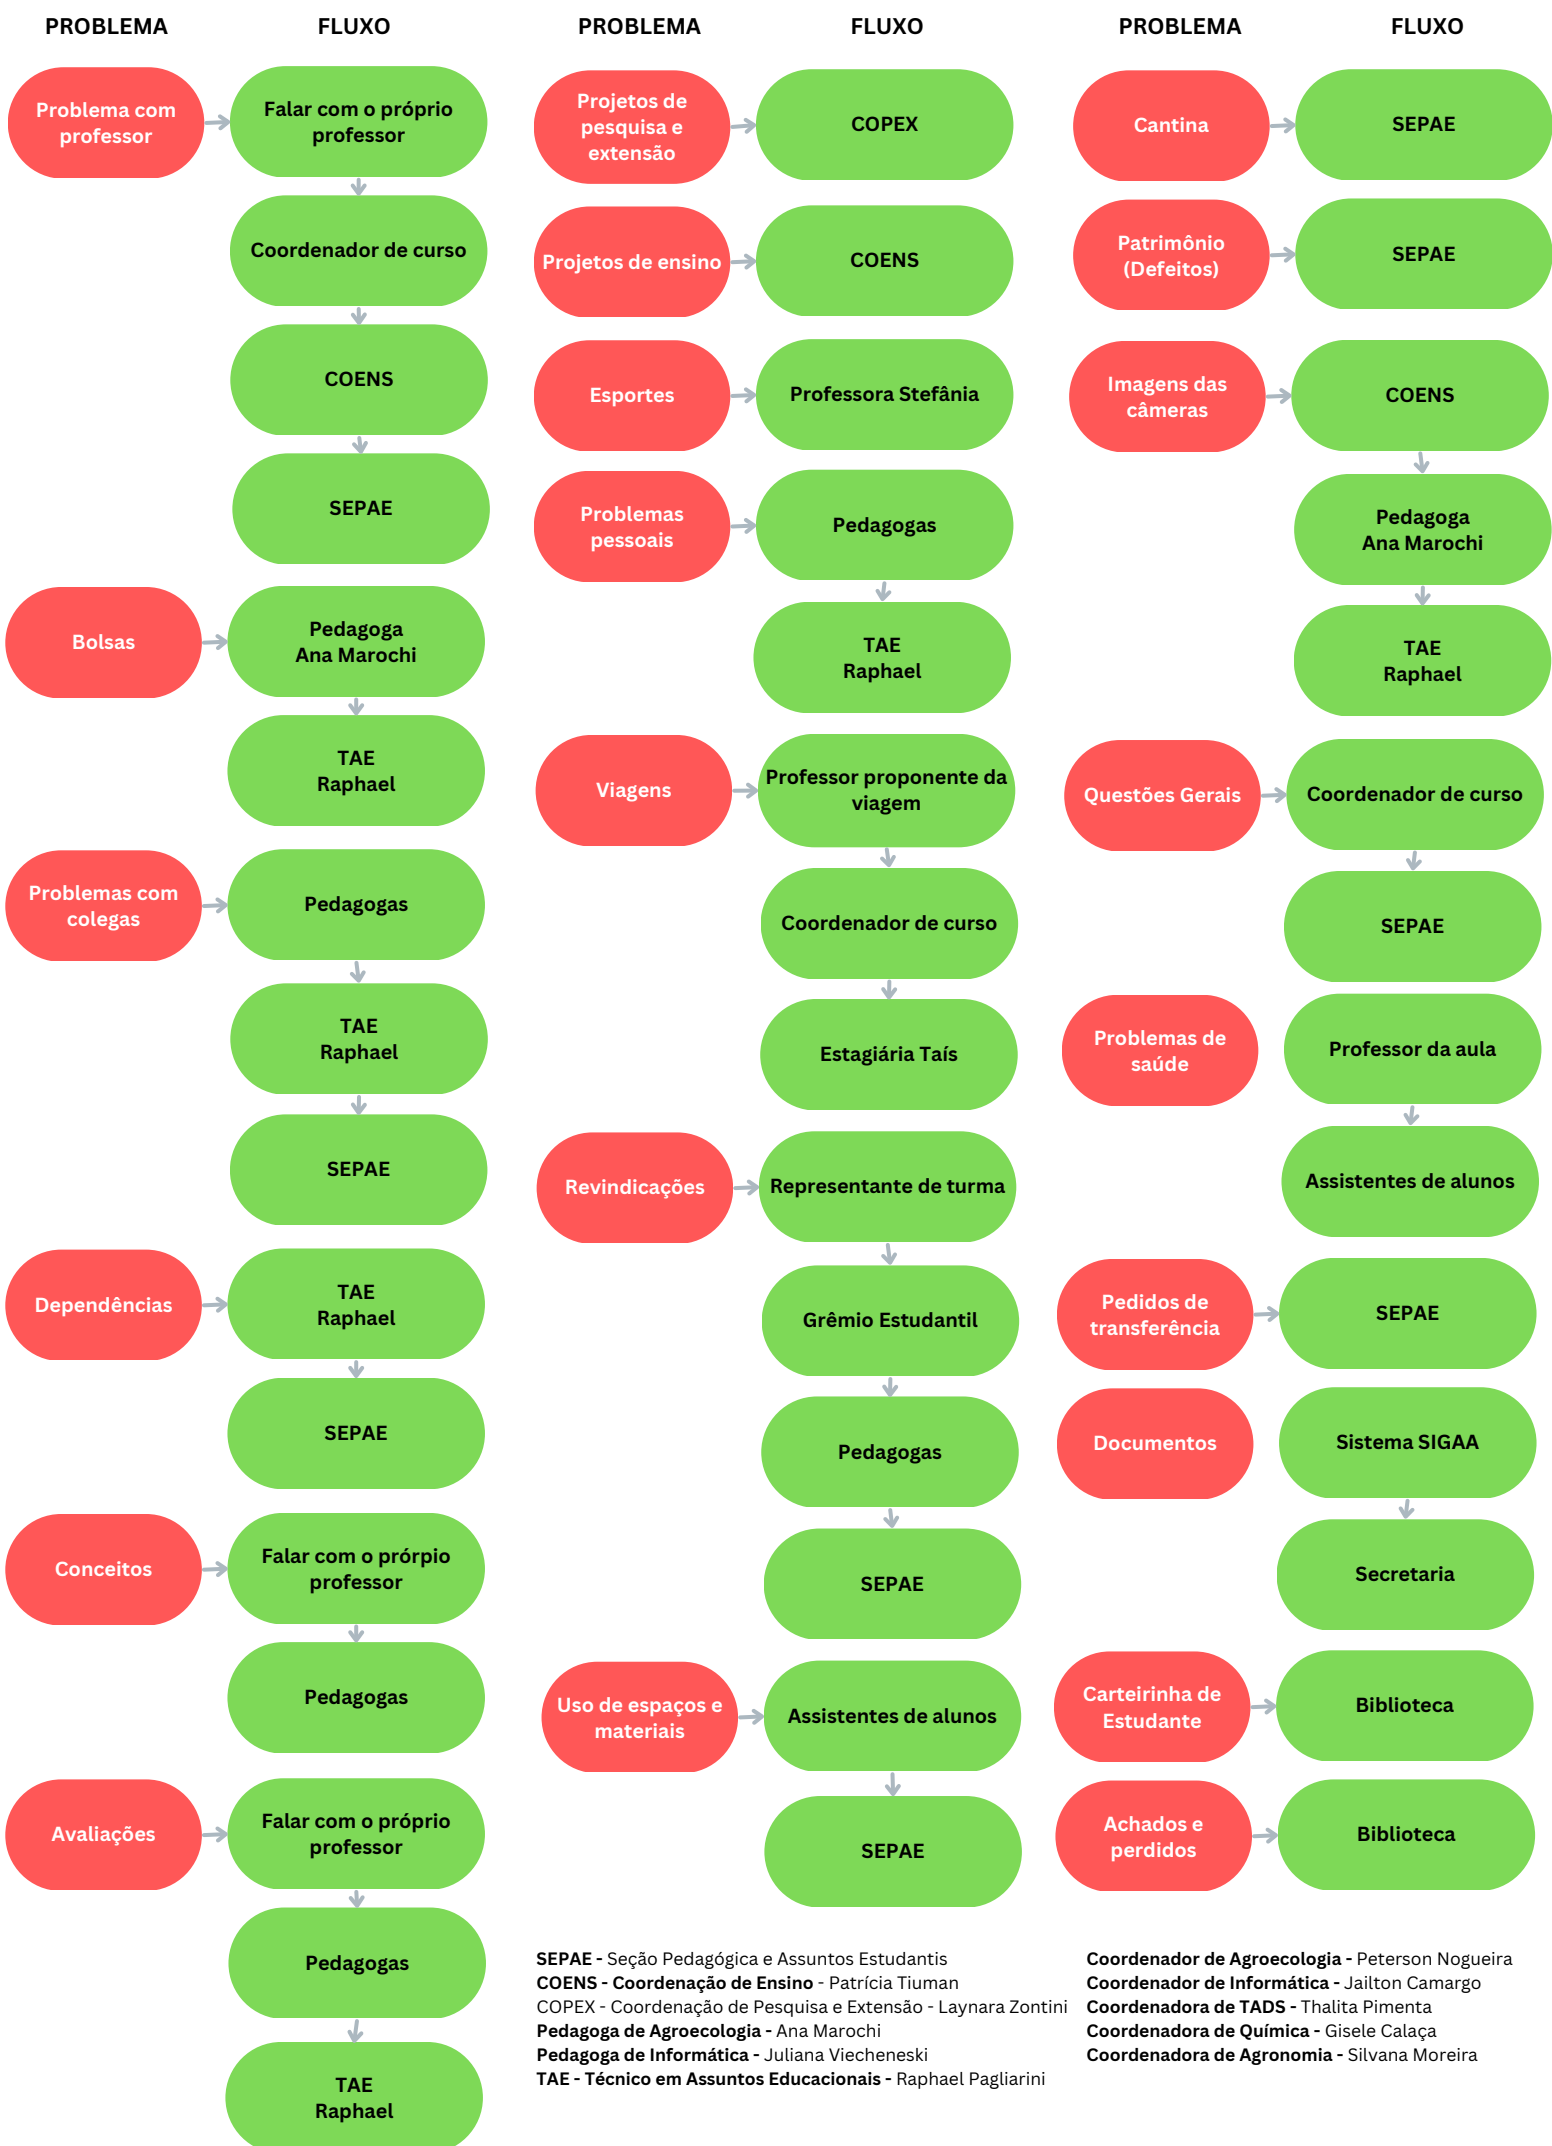 PROBLEMA
FLUXO
Problema com
professor
Falar com o próprio
professor
Coordenador de curso
COENS
SEPAE
Bolsas
Pedagoga
Ana Marochi
TAE
Raphael
Problemas com
colegas
Pedagogas
TAE
Raphael
SEPAE
Dependências
TAE
Raphael
SEPAE
Conceitos
Falar com o prórpio
professor
Pedagogas
Avaliações
Falar com o próprio
professor
Pedagogas
TAE
Raphael
PROBLEMA
FLUXO
Projetos de
pesquisa e
extensão
COPEX
Projetos de ensino
COENS
Esportes
Professora Stefânia
Problemas
pessoais
Pedagogas
TAE
Raphael
Viagens
Professor proponente da
viagem
Coordenador de curso
Estagiária Taís
Revindicações
Representante de turma
Grêmio Estudantil
Pedagogas
SEPAE
Uso de espaços e
materiais
Assistentes de alunos
SEPAE
PROBLEMA
FLUXO
Cantina
SEPAE
Patrimônio
(Defeitos)
SEPAE
Imagens das
câmeras
COENS
Pedagoga
Ana Marochi
TAE
Raphael
Questões Gerais
Coordenador de curso
SEPAE
Problemas de
saúde
Professor da aula
Assistentes de alunos
Pedidos de
transferência
SEPAE
Documentos
Sistema SIGAA
Secretaria
Carteirinha de
Estudante
Biblioteca
Achados e
perdidos
Biblioteca
SEPAE - Seção Pedagógica e Assuntos Estudantis
COENS - Coordenação de Ensino - Patrícia Tiuman
COPEX - Coordenação de Pesquisa e Extensão - Laynara Zontini
Pedagoga de Agroecologia - Ana Marochi
Pedagoga de Informática - Juliana Viecheneski
TAE - Técnico em Assuntos Educacionais - Raphael Pagliarini
Coordenador de Agroecologia - Peterson Nogueira
Coordenador de Informática - Jailton Camargo
Coordenadora de TADS - Thalita Pimenta
Coordenadora de Química - Gisele Calaça
Coordenadora de Agronomia - Silvana Moreira